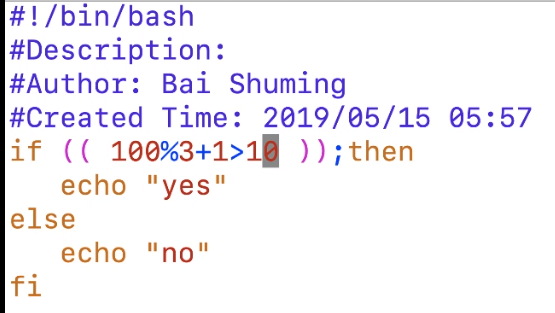 #!/bin/bash
#Description:
#Author: Bai Shuming
#Created Time: 2019/05/15 05:57
if (( 100%3+1>10 ));then
   echo "yes"
else
   echo "no"
fi